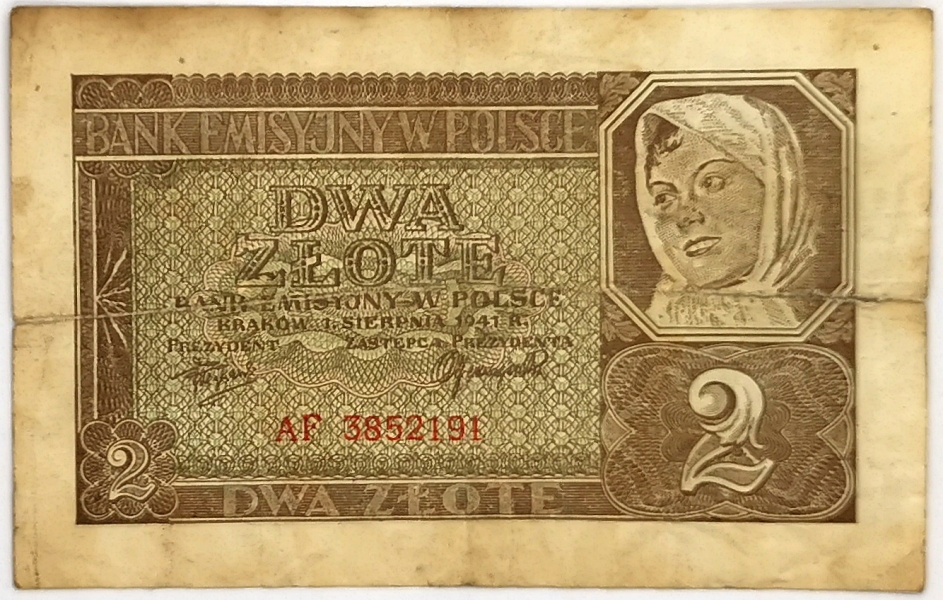 BANK EMISYJNY W POLSCE
DWA
ZŁOTE
BANK EMISYJNY W POLSCE
KRAKÓW 1. SIERPNIA 1941 R.
PREZYDENT ZASTĘPCA PREZYDENTA
AF 3852191
2
2
DWA ZŁOTE